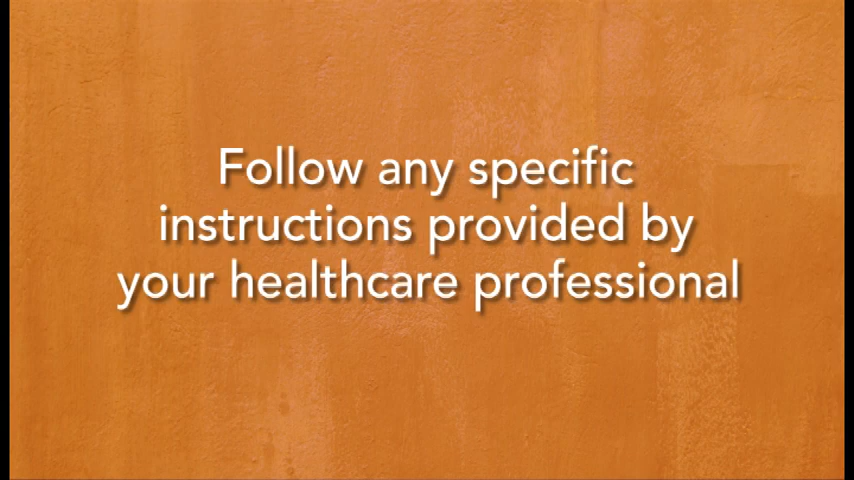 Follow any specific
instructions provided by
your healthcare professional